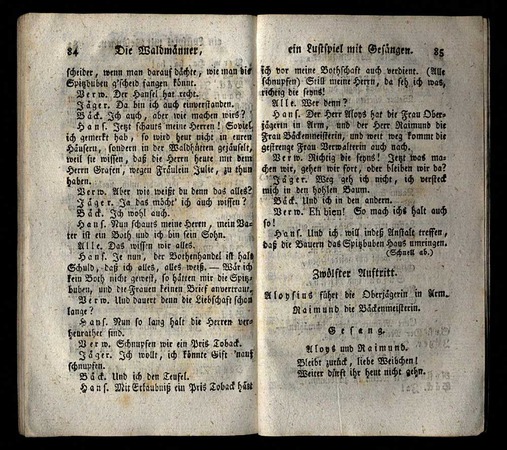 84 Die Waldmänner,
scheider, wenn man darauf dächte, wie man die
Spitzbuben g'scheid fangen könnt.
Verw. Der Hansel hat recht.
Jäger. Da bin ich auch einverstanden.
Bäck. Ich auch, aber wie machen wirs?
Hans. Jetzt schauts meine Herren! Soviel
ich gemerkt hab, so wird heut nicht in euren
Häusern, sondern in der Waldhütten gejäuselt,
weil sie wissen, daß die Herren heute mit dem
Herrn Grafen, wegen Fräulein Julie, zu thun
haben.
Verw. Aber wie weißt du denn das alles?
Jäger. Ja das möcht' ich auch wissen?
Bäck. Ich wohl auch.
Hans. Nun schauns meine Herren, mein Va-
ter ist ein Both und ich bin sein Sohn.
Alle. Das wissen wir alles.
Hans. Je nun, der Bothenhandel ist halt
Schuld, daß ich alles, alles weiß. — Wär ich
kein Both nicht gewest, so hätten mir die Spitz-
buben, und die Frauen keinen Brief anvertraut.
Verw. Und dauert denn die Liebschaft schon
lange?
Hans. Nun so lang halt die Herren ver-
heurathet sind.
Verw. Schnupfen wir ein Pris Toback.
Jäger. Ich wollt, ich könnte Gift 'nauf
schnupfen.
Bäck. Und ich den Teufel.
Hans. Mit Erlaubniß ein Pris Toback hätt
ein Lustspiel mit Gesängen. 85
ich vor meine Bothschaft auch verdient. (Alle
schnupfen) Still meine Herren, da seh ich was,
richtig die seyns!
Alle. Wer denn?
Hans. Der Herr Aloys hat die Frau Ober-
jägerin in Arm, und der Herr Raimund die
Frau Bäckenmeisterin, und weit weg kommt die
gestrenge Frau Verwalterin auch nach.
Verw. Richtig die seyns! Jetzt was ma-
chen wir, gehen wir fort, oder bleiben wir da?
Jäger. Weg geh ich nicht, ich versteck
mich in den hohlen Baum.
Bäck. Und ich in den andern.
Verw. Eh bien! So mach ichs halt auch
so!
Hans. Und ich will indeß Anstalt treffen,
daß die Bauern das Spitzbuben Haus umringen.
(Schnell ab.)
Zwölfter Auftritt.
Aloysius führt die Oberjägerin in Arm.
Raimund die Bäckenmeisterin.
Gesang.
Aloys und Raimund.
Bleibt zurück, liebe Weibchen!
Weiter dürft ihr heut nicht gehn.